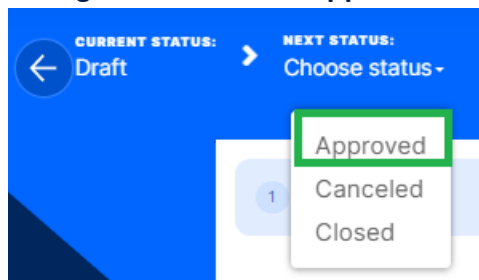 CURRENT STATUS:
Draft
NEXT STATUS:
Choose status
Approved
1
Canceled
Closed